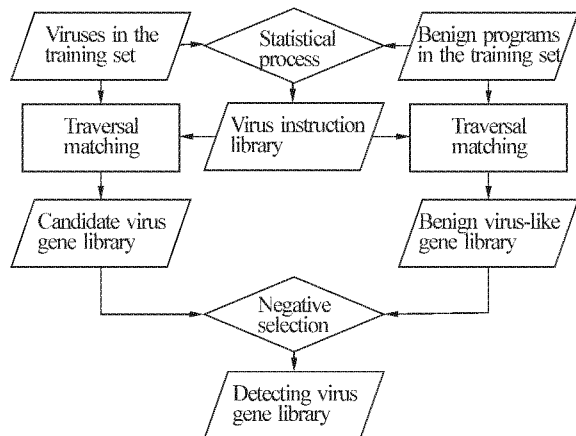 Viruses in the
training set
Statistical
process
Benign programs
in the training set
Traversal
matching
Virus instruction
library
Traversal
matching
Candidate virus
gene library
Benign virus-like
gene library
Negative
selection
Detecting virus
gene library